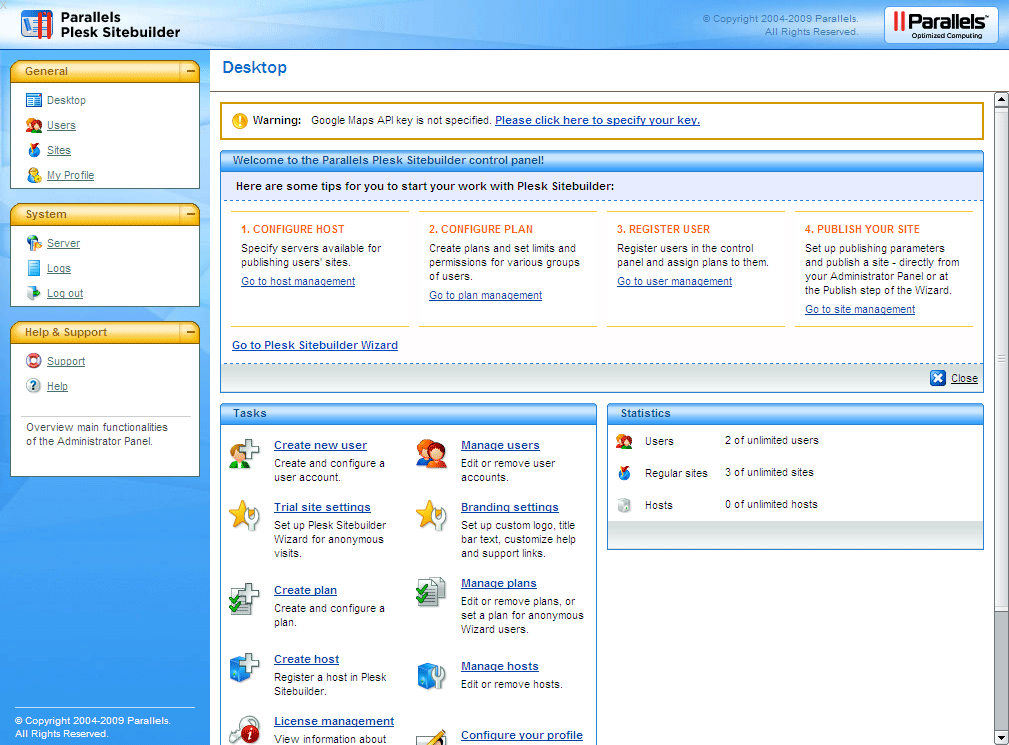 Parallels
Plesk Sitebuilder
© Copyright 2004-2009 Parallels.
All Rights Reserved.
Parallels™
Optimized Computing
General
Desktop
Users
Sites
My Profile
System
Server
Logs
Log out
Help & Support
Support
Help
Overview main functionalities
of the Administrator Panel.
© Copyright 2004-2009 Parallels.
All Rights Reserved.
Desktop
Warning: Google Maps API key is not specified. Please click here to specify your key.
Welcome to the Parallels Plesk Sitebuilder control panel!
Here are some tips for you to start your work with Plesk Sitebuilder:
1. CONFIGURE HOST
Specify servers available for
publishing users' sites.
Go to host management
2. CONFIGURE PLAN
Create plans and set limits and
permissions for various groups
of users.
Go to plan management
3. REGISTER USER
Register users in the control
panel and assign plans to them.
Go to user management
4. PUBLISH YOUR SITE
Set up publishing parameters
and publish a site - directly from
your Administrator Panel or at
the Publish step of the Wizard.
Go to site management
Go to Plesk Sitebuilder Wizard
Close
Tasks
Create new user
Create and configure a
user account.
Manage users
Edit or remove user
accounts.
Trial site settings
Set up Plesk Sitebuilder
Wizard for anonymous
visits.
Branding settings
Set up custom logo, title
bar text, customize help
and support links.
Create plan
Create and configure a
plan.
Manage plans
Edit or remove plans, or
set a plan for anonymous
Wizard users.
Create host
Register a host in Plesk
Sitebuilder.
Manage hosts
Edit or remove hosts.
License management
View information about
Configure your profile
Statistics
Users 2 of unlimited users
Regular sites 3 of unlimited sites
Hosts 0 of unlimited hosts